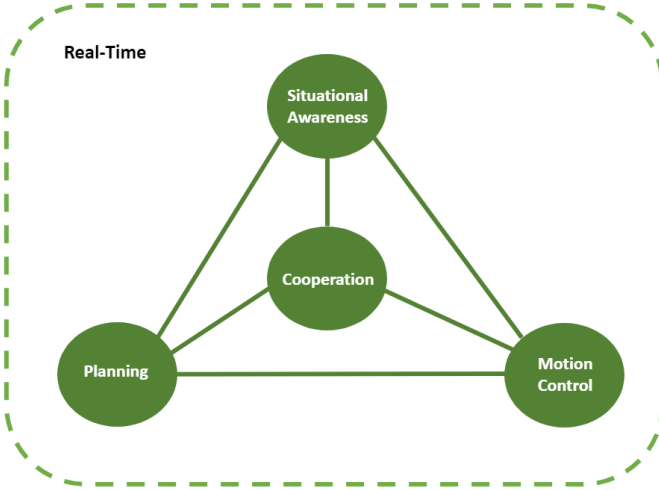 Real-Time
Situational
Awareness
Cooperation
Planning
Motion
Control